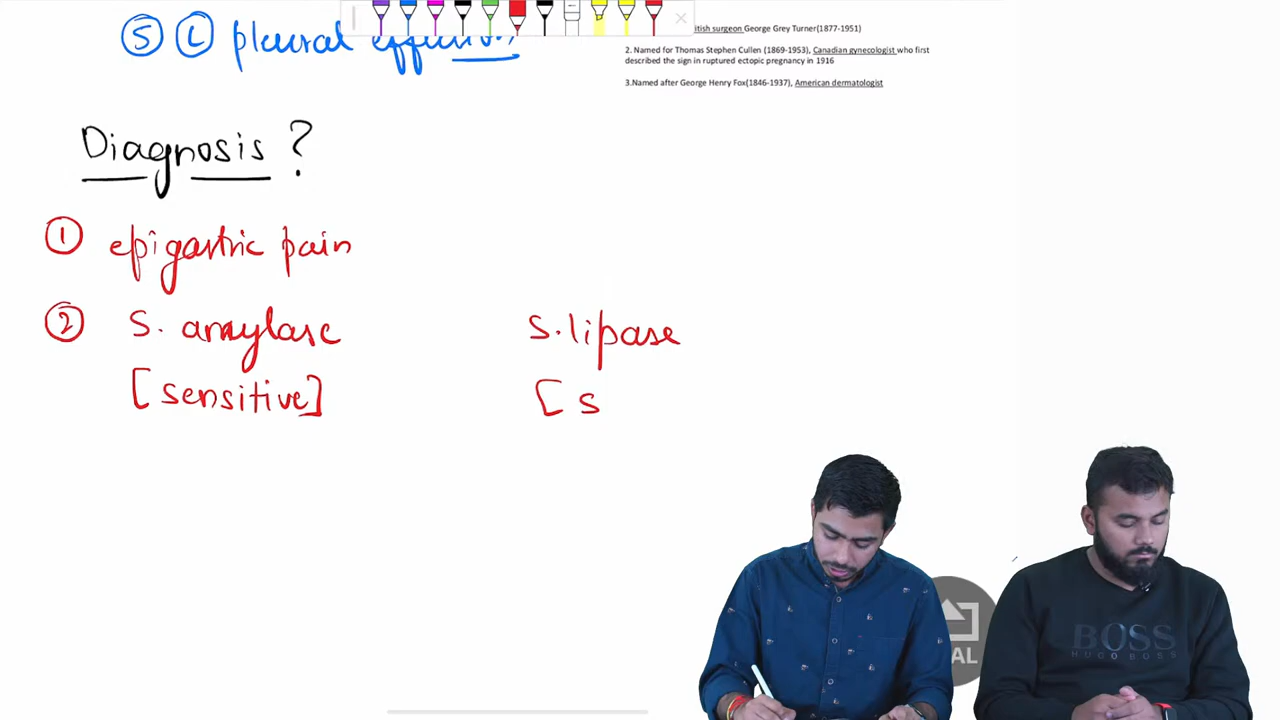 ⑤ Ⓛ pleural effusion
itish surgeon George Grey Turner(1877-1951)
2. Named for Thomas Stephen Cullen (1869-1953), Canadian gynecologist who first
described the sign in ruptured ectopic pregnancy in 1916
3.Named after George Henry Fox(1846-1937), American dermatologist
Diagnosis ?
① epigastric pain
② S. amylase S. lipase
[sensitive] [S
BOSS
HUGO BOSS
AL